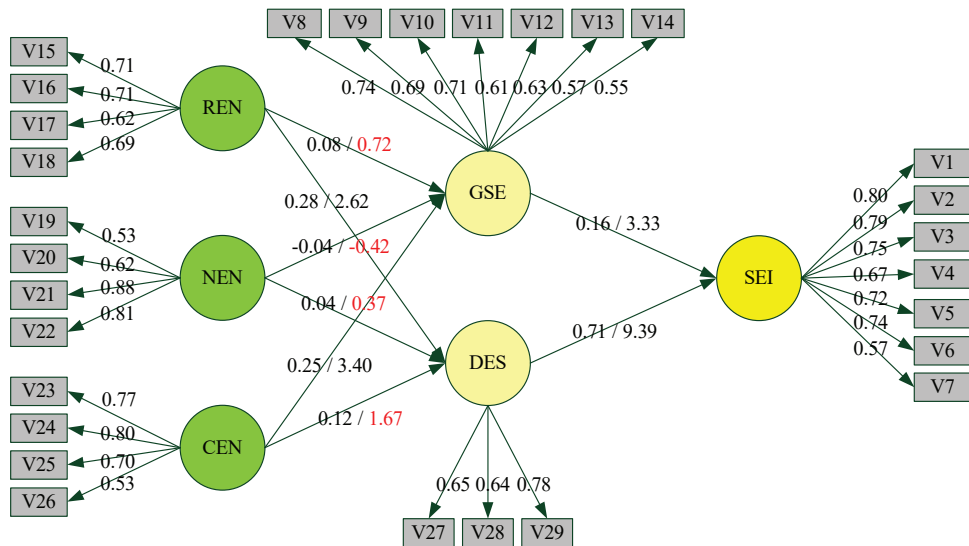 V8 V9 V10 V11 V12 V13 V14
0.74 0.69 0.71 0.61 0.63 0.57 0.55
V15
V16
V17
V18
0.71
0.71
0.62
0.69
REN
V19
V20
V21
V22
0.53
0.62
0.88
0.81
NEN
V23
V24
V25
V26
0.77
0.80
0.70
0.53
CEN
0.08 / 0.72
0.28 / 2.62
-0.04 / -0.42
0.04 / 0.37
0.25 / 3.40
0.12 / 1.67
GSE
DES
0.16 / 3.33
0.71 / 9.39
SEI
0.80
0.79
0.75
0.67
0.72
0.74
0.57
V1
V2
V3
V4
V5
V6
V7
0.65 0.64 0.78
V27 V28 V29